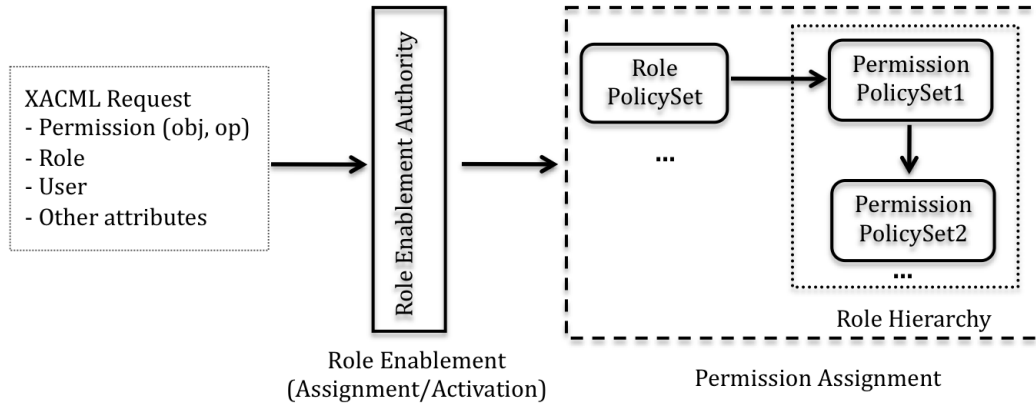 XACML Request
- Permission (obj, op)
- Role
- User
- Other attributes
Role Enablement Authority
Role Enablement
(Assignment/Activation)
Role
PolicySet
...
Permission
PolicySet1
Permission
PolicySet2
...
Role Hierarchy
Permission Assignment